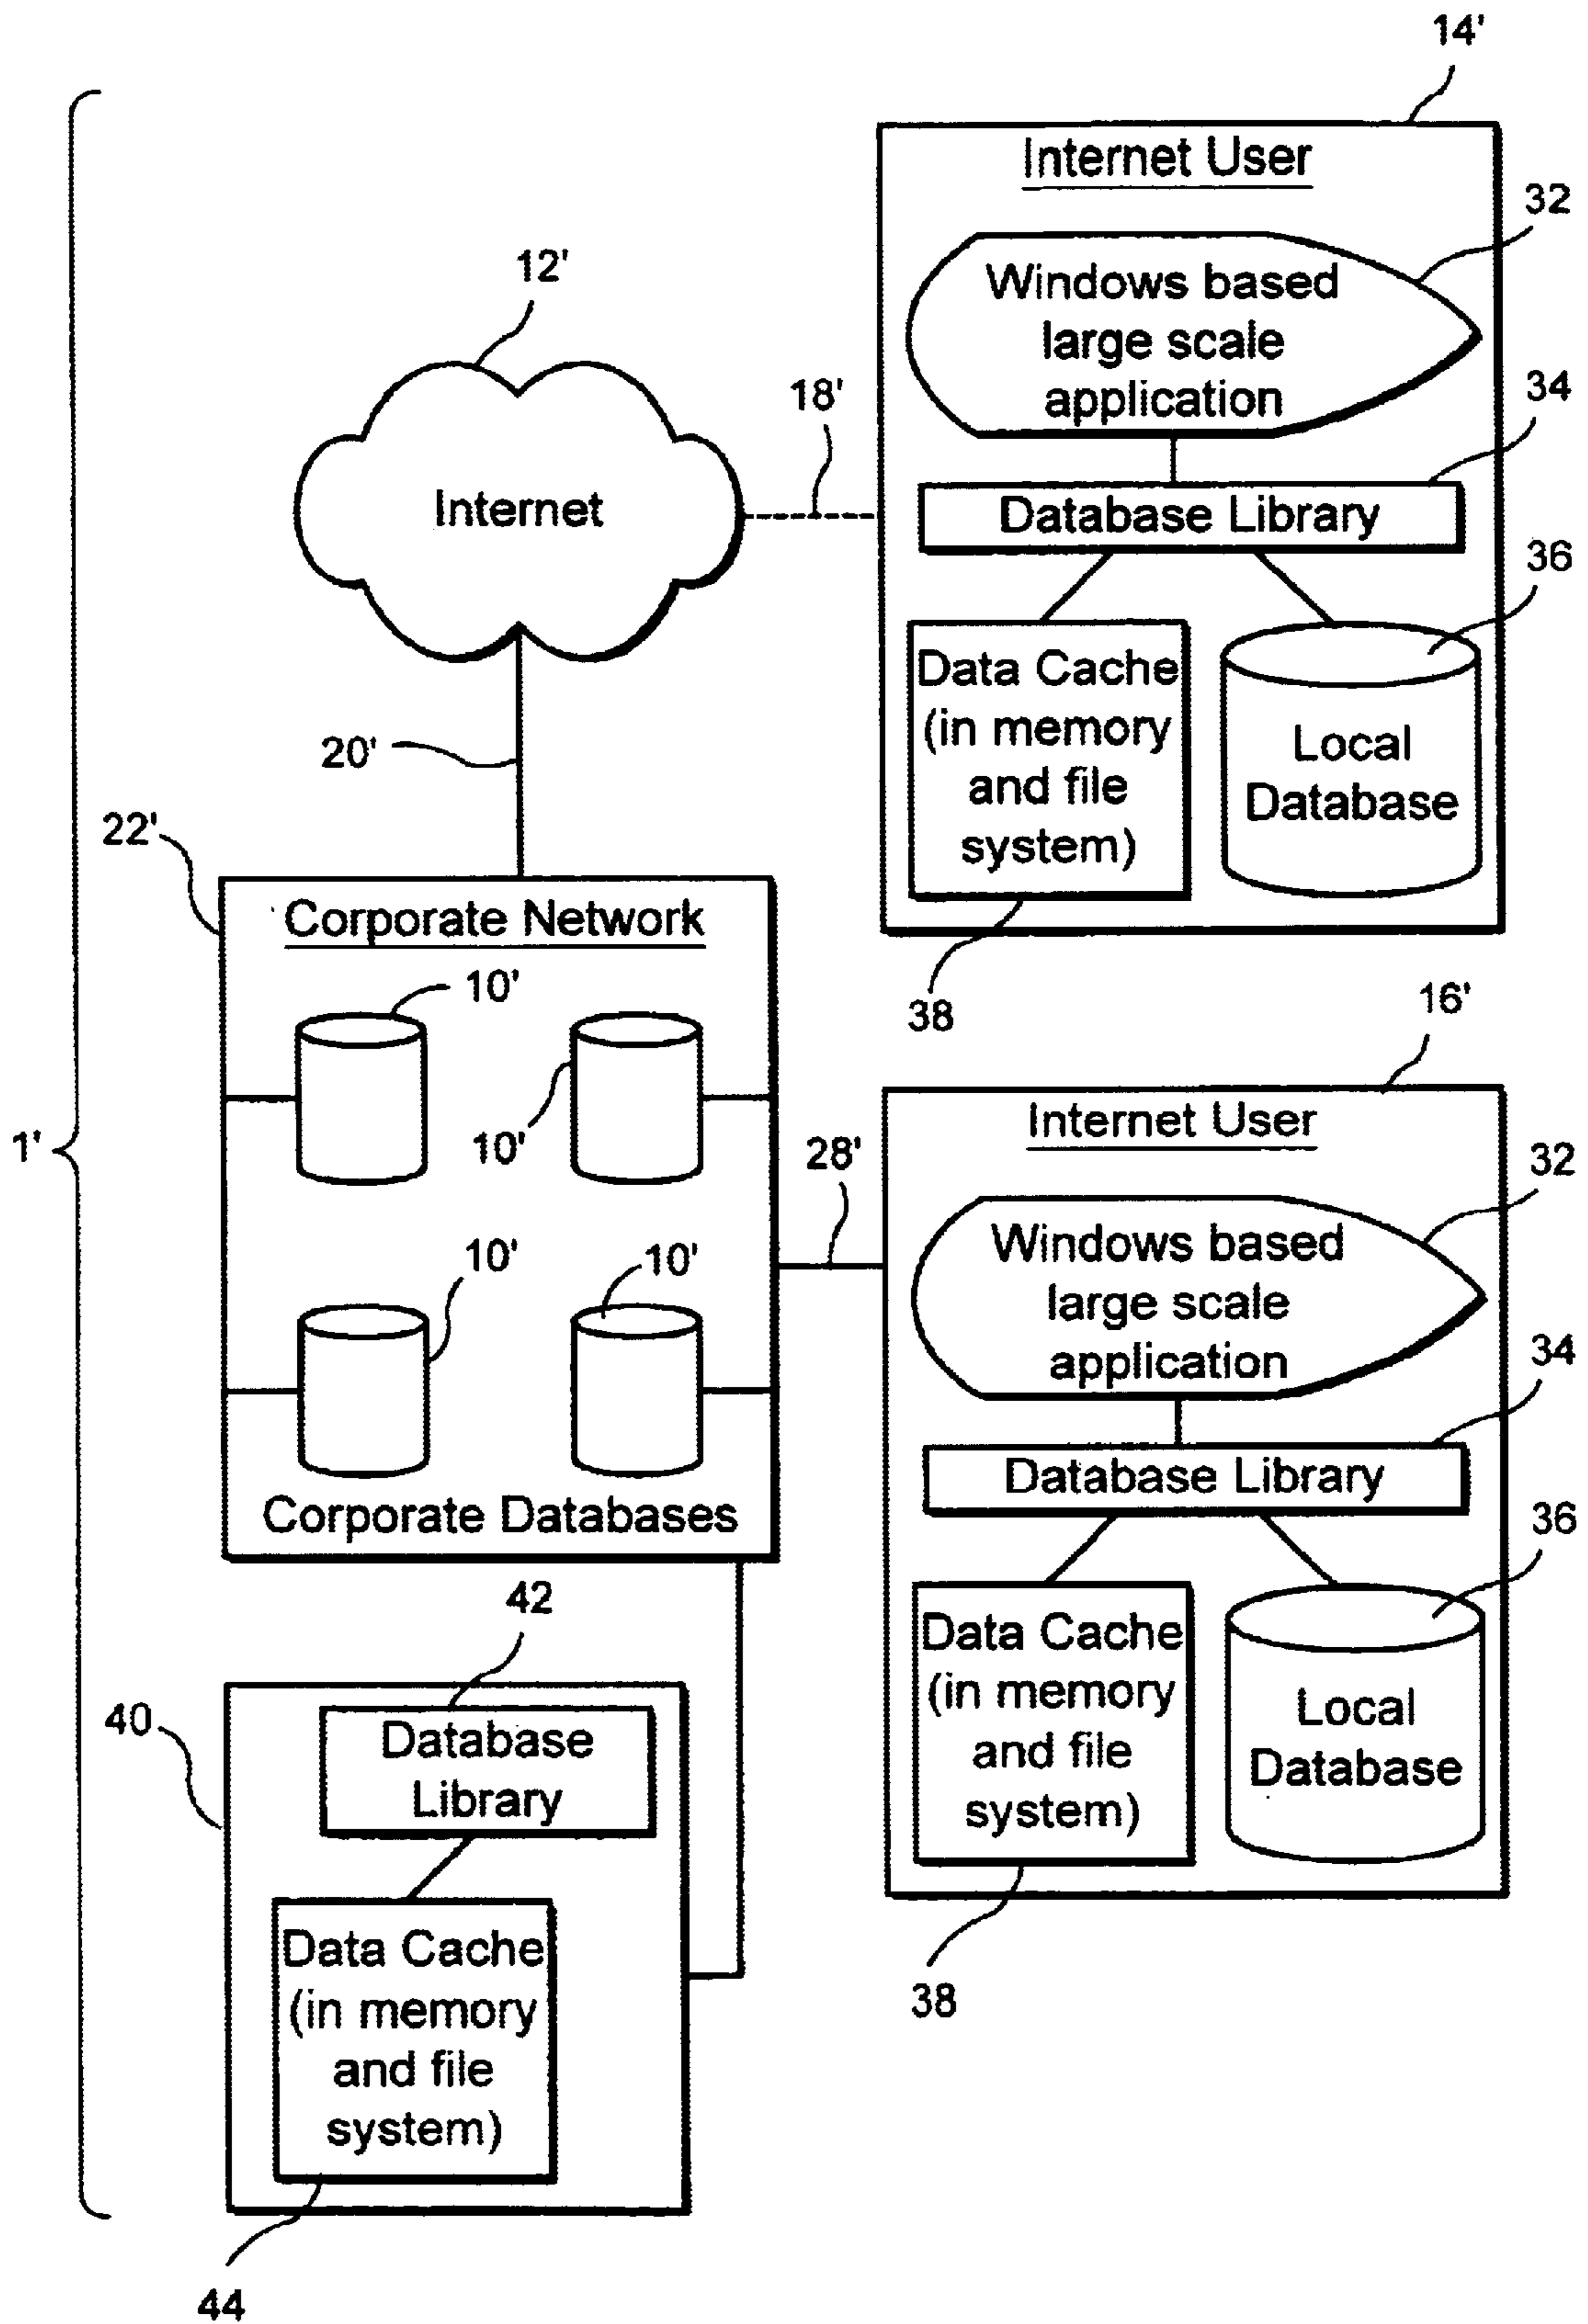 14'
Internet User
32
Windows based
large scale
application
12'
18'
34
Internet
Database Library
36
Data Cache
(in memory
and file
system)
Local
Database
20'
22'
38
Corporate Network
10'
10'
10'
10'
Corporate Databases
1'
16'
Internet User
28'
32
Windows based
large scale
application
34
Database Library
36
Data Cache
(in memory
and file
system)
Local
Database
38
42
40
Database
Library
Data Cache
(in memory
and file
system)
44